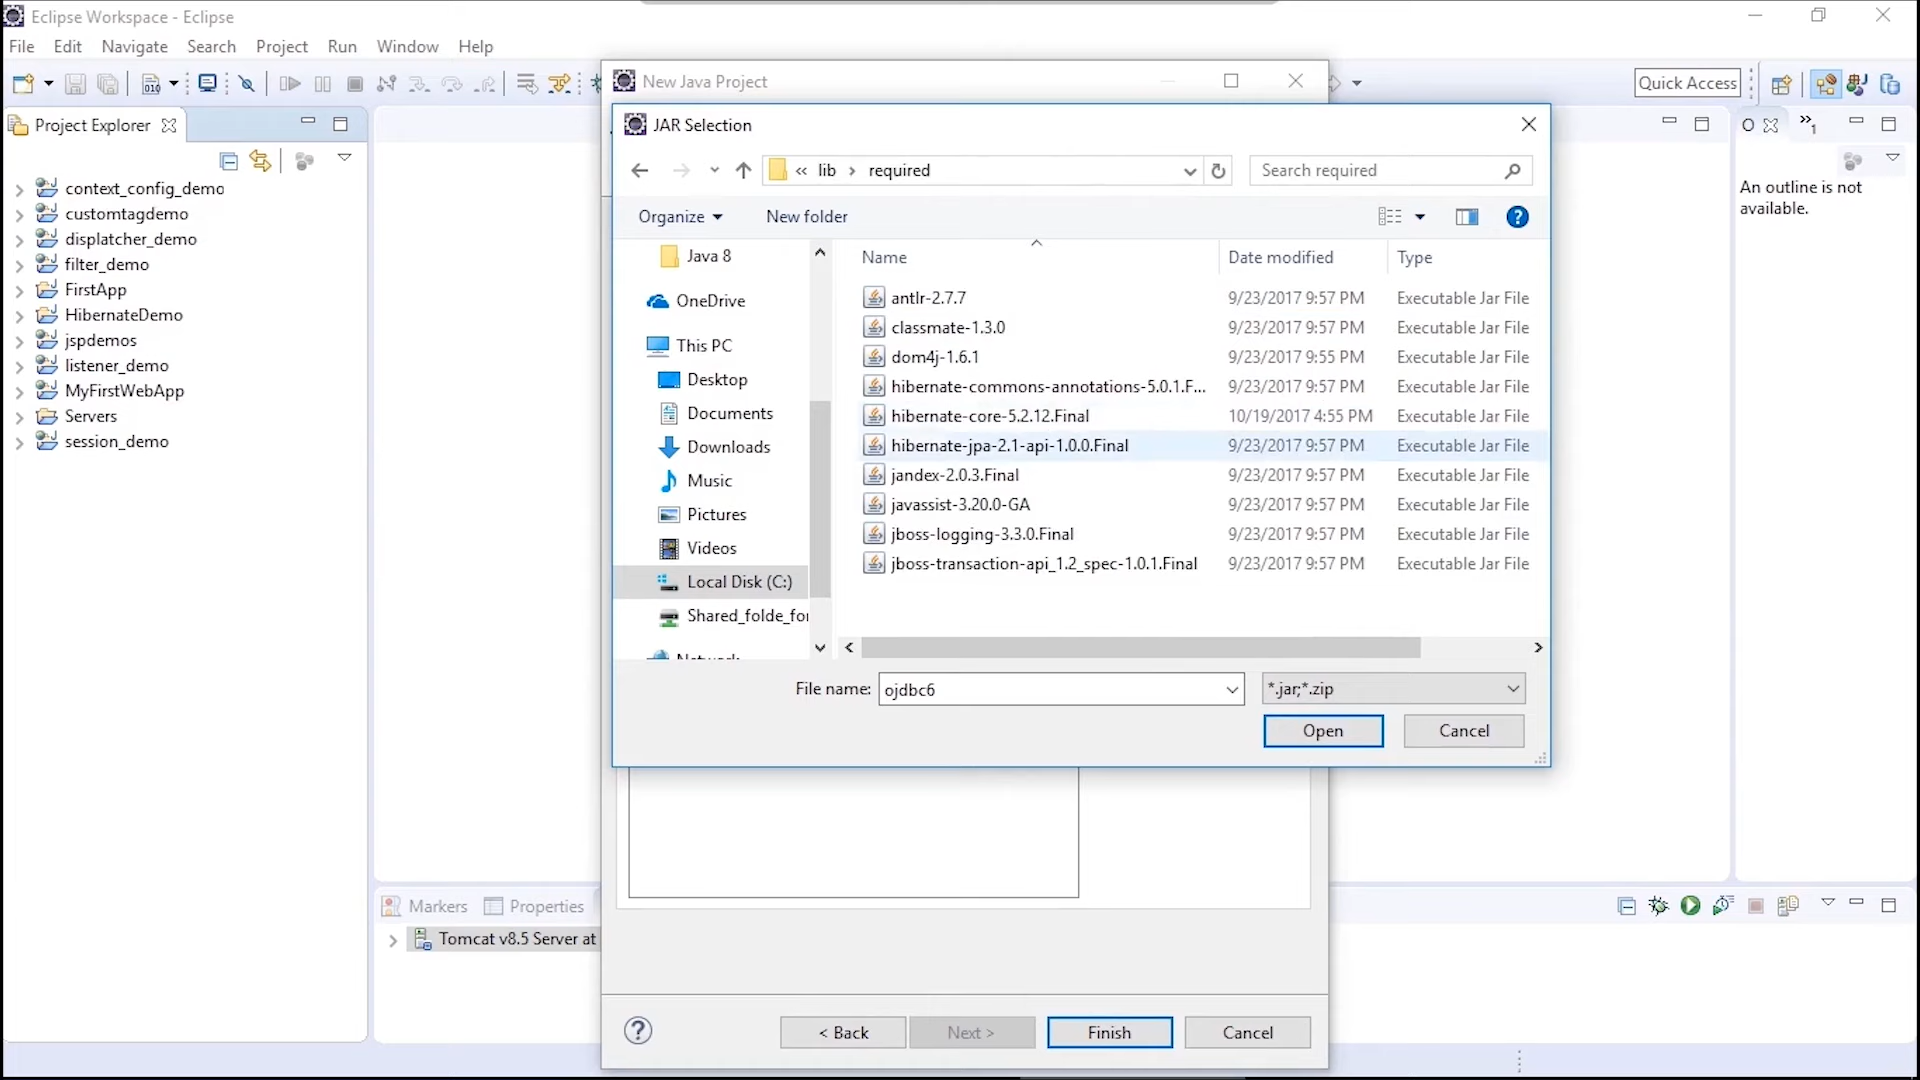 Eclipse Workspace - Eclipse
File Edit Navigate Search Project Run Window Help
Quick Access
Project Explorer
context_config_demo
customtagdemo
displatcher_demo
filter_demo
FirstApp
HibernateDemo
jspdemos
listener_demo
MyFirstWebApp
Servers
session_demo
New Java Project
JAR Selection
« lib › required
Search required
Organize
New folder
Java 8
OneDrive
This PC
Desktop
Documents
Downloads
Music
Pictures
Videos
Local Disk (C:)
Shared_folde_for
Name Date modified Type
antlr-2.7.7 9/23/2017 9:57 PM Executable Jar File
classmate-1.3.0 9/23/2017 9:57 PM Executable Jar File
dom4j-1.6.1 9/23/2017 9:55 PM Executable Jar File
hibernate-commons-annotations-5.0.1.F... 9/23/2017 9:57 PM Executable Jar File
hibernate-core-5.2.12.Final 10/19/2017 4:55 PM Executable Jar File
hibernate-jpa-2.1-api-1.0.0.Final 9/23/2017 9:57 PM Executable Jar File
jandex-2.0.3.Final 9/23/2017 9:57 PM Executable Jar File
javassist-3.20.0-GA 9/23/2017 9:57 PM Executable Jar File
jboss-logging-3.3.0.Final 9/23/2017 9:57 PM Executable Jar File
jboss-transaction-api_1.2_spec-1.0.1.Final 9/23/2017 9:57 PM Executable Jar File
File name: ojdbc6
*.jar;*.zip
Open Cancel
< Back Next > Finish Cancel
O
»1
An outline is not
available.
Markers Properties
Tomcat v8.5 Server at